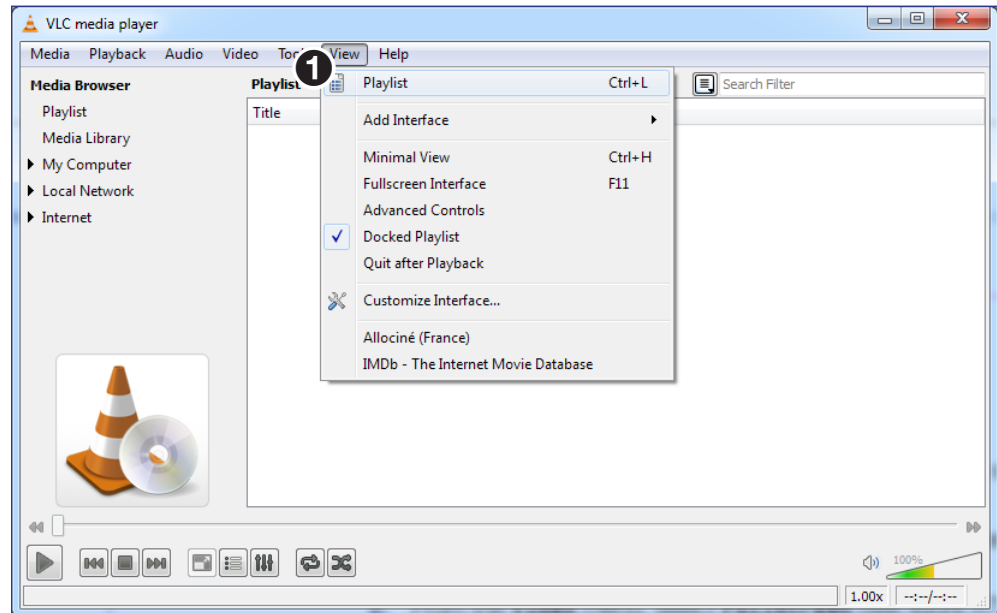 VLC media player
Media Playback Audio Video View Help
1
Media Browser
Playlist
Media Library
My Computer
Local Network
Internet
Playlist
Title
Search Filter
Playlist Ctrl+L
Add Interface
Minimal View Ctrl+H
Fullscreen Interface F11
Advanced Controls
Docked Playlist
Quit after Playback
Customize Interface...
Allociné (France)
IMDb - The Internet Movie Database
100%
1.00x --:--/--:--